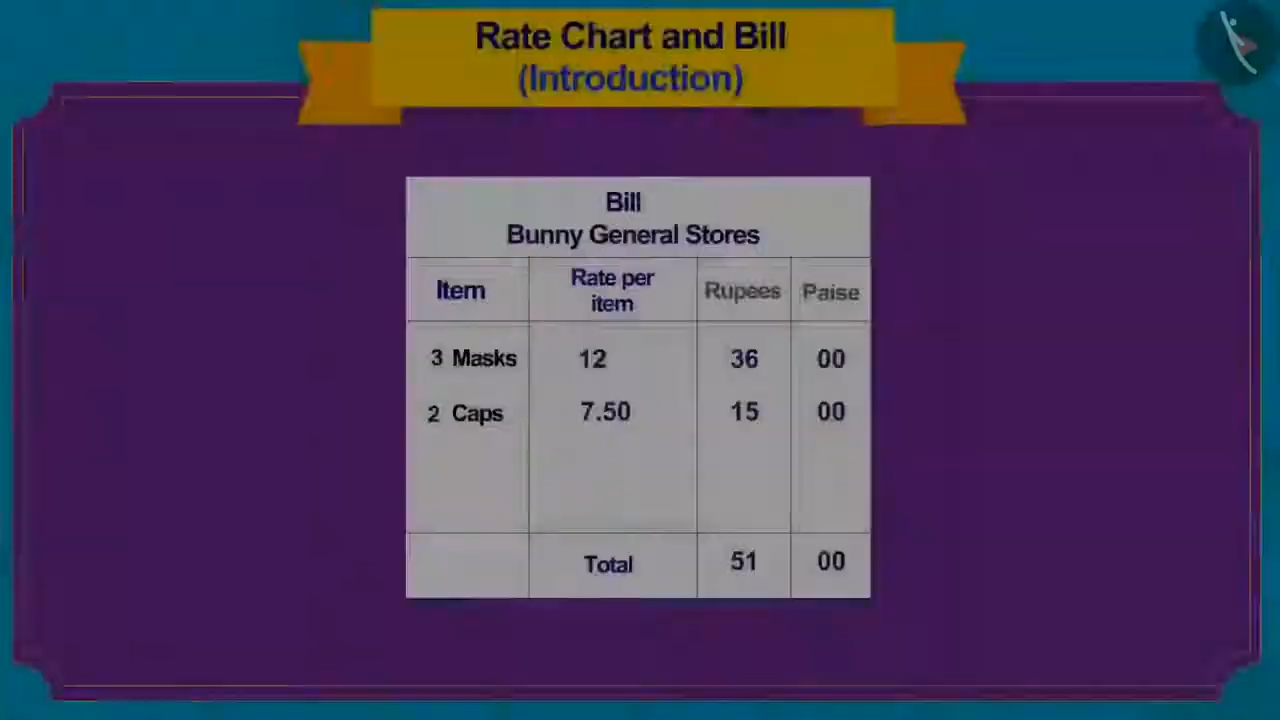 Rate Chart and Bill
(Introduction)
Bill
Bunny General Stores
Item Rate per item Rupees Paise
3 Masks 12 36 00
2 Caps 7.50 15 00
Total 51 00